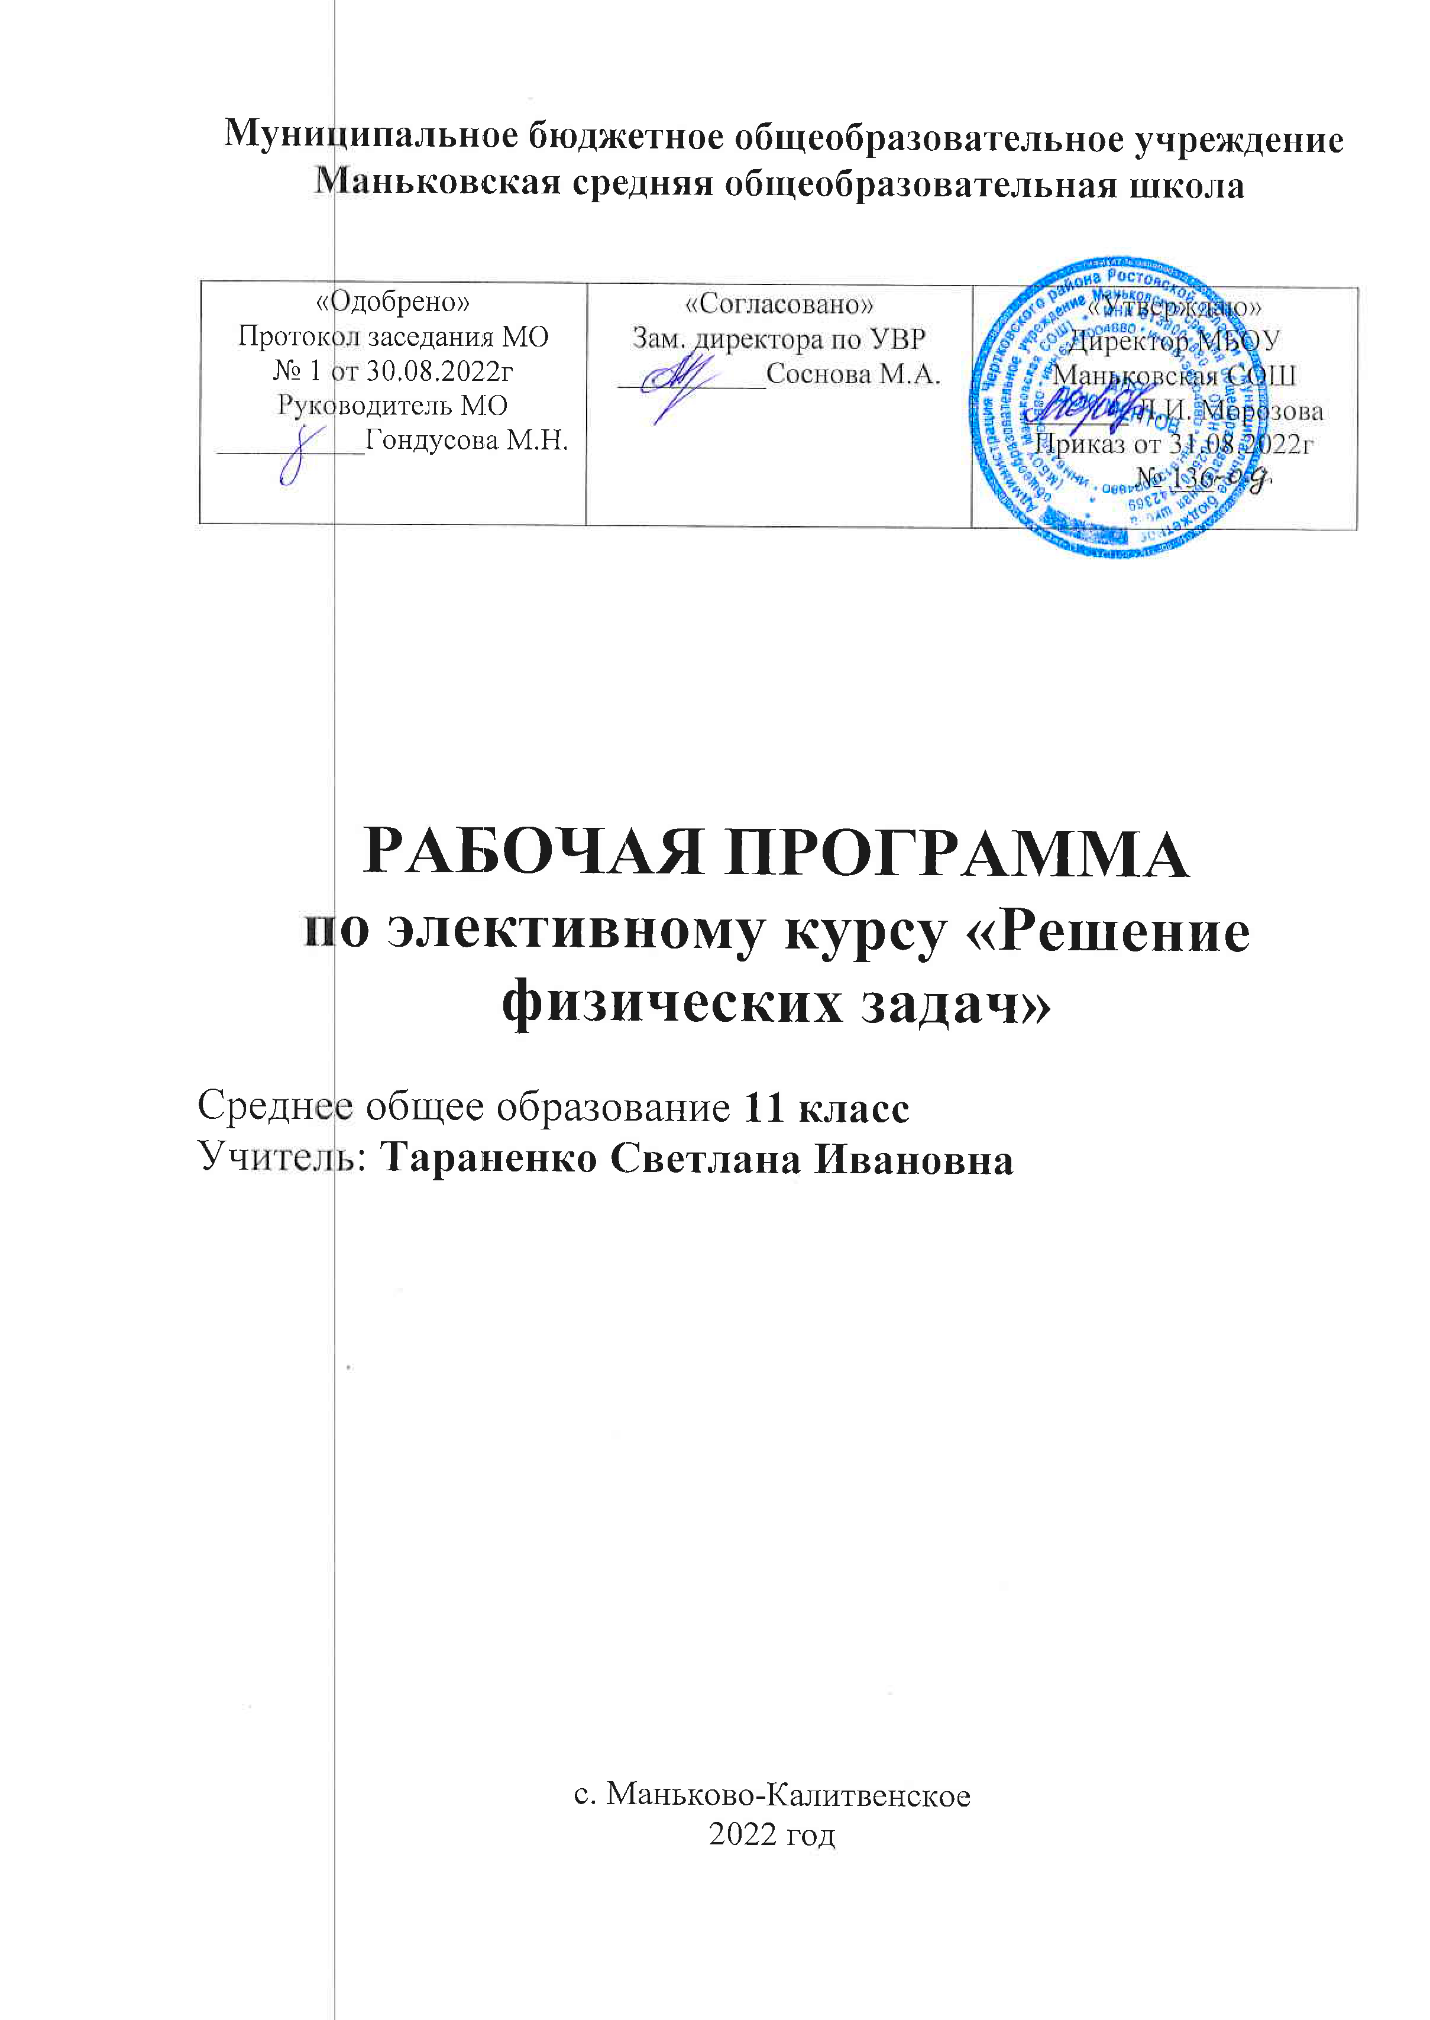 Муниципальное бюджетное общеобразовательное учреждение
Маньковская средняя общеобразовательная школа
«Одобрено»
Протокол заседания МО
№ 1 от 30.08.2022г
Руководитель МО
__________Гондусова М.Н.
«Согласовано»
Зам. директора по УВР
__________Соснова М.А.
«Утверждаю»
Директор МБОУ
Маньковская СОШ
Л.И. Морозова
Приказ от 31.08.2022г
№ 136-од.
РАБОЧАЯ ПРОГРАММА
по элективному курсу «Решение
физических задач»
Среднее общее образование 11 класс
Учитель: Тараненко Светлана Ивановна
с. Маньково-Калитвенское
2022 год